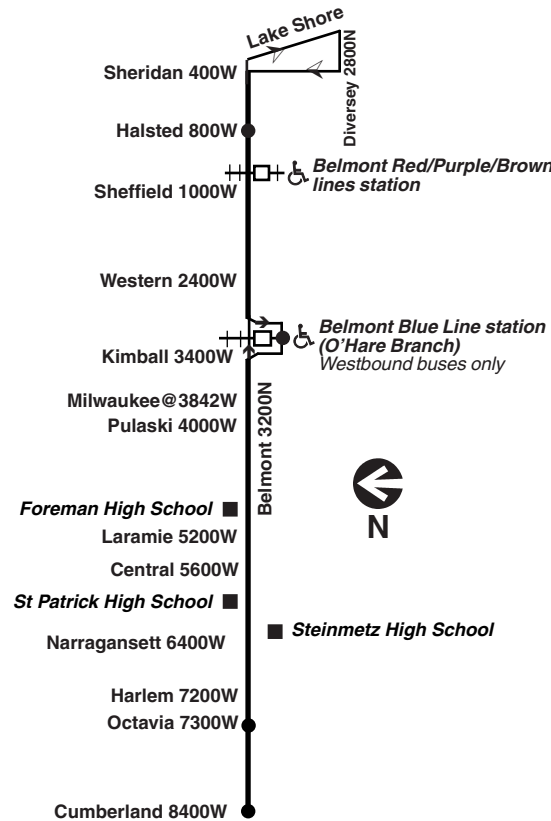 Lake Shore
Diversey 2800N
Sheridan 400W
Halsted 800W
Belmont Red/Purple/Brown
lines station
Sheffield 1000W
Western 2400W
Belmont Blue Line station
(O'Hare Branch)
Westbound buses only
Kimball 3400W
Milwaukee@3842W
Pulaski 4000W
Belmont 3200N
N
Foreman High School
Laramie 5200W
Central 5600W
St Patrick High School
Steinmetz High School
Narragansett 6400W
Harlem 7200W
Octavia 7300W
Cumberland 8400W